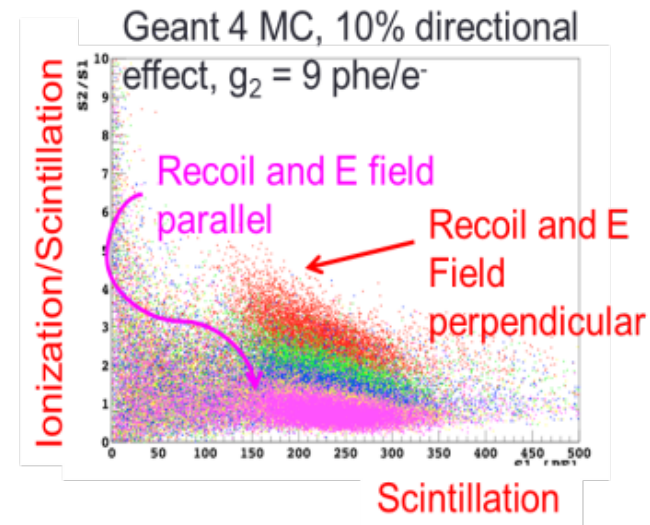 Geant 4 MC, 10% directional
effect, g₂ = 9 phe/e⁻
Ionization/Scintillation
S2/S1
10
9
8
7
6
5
4
3
2
1
0
Recoil and E field
parallel
Recoil and E
Field
perpendicular
0 50 100 150 200 250 300 350 400 450 500
Scintillation